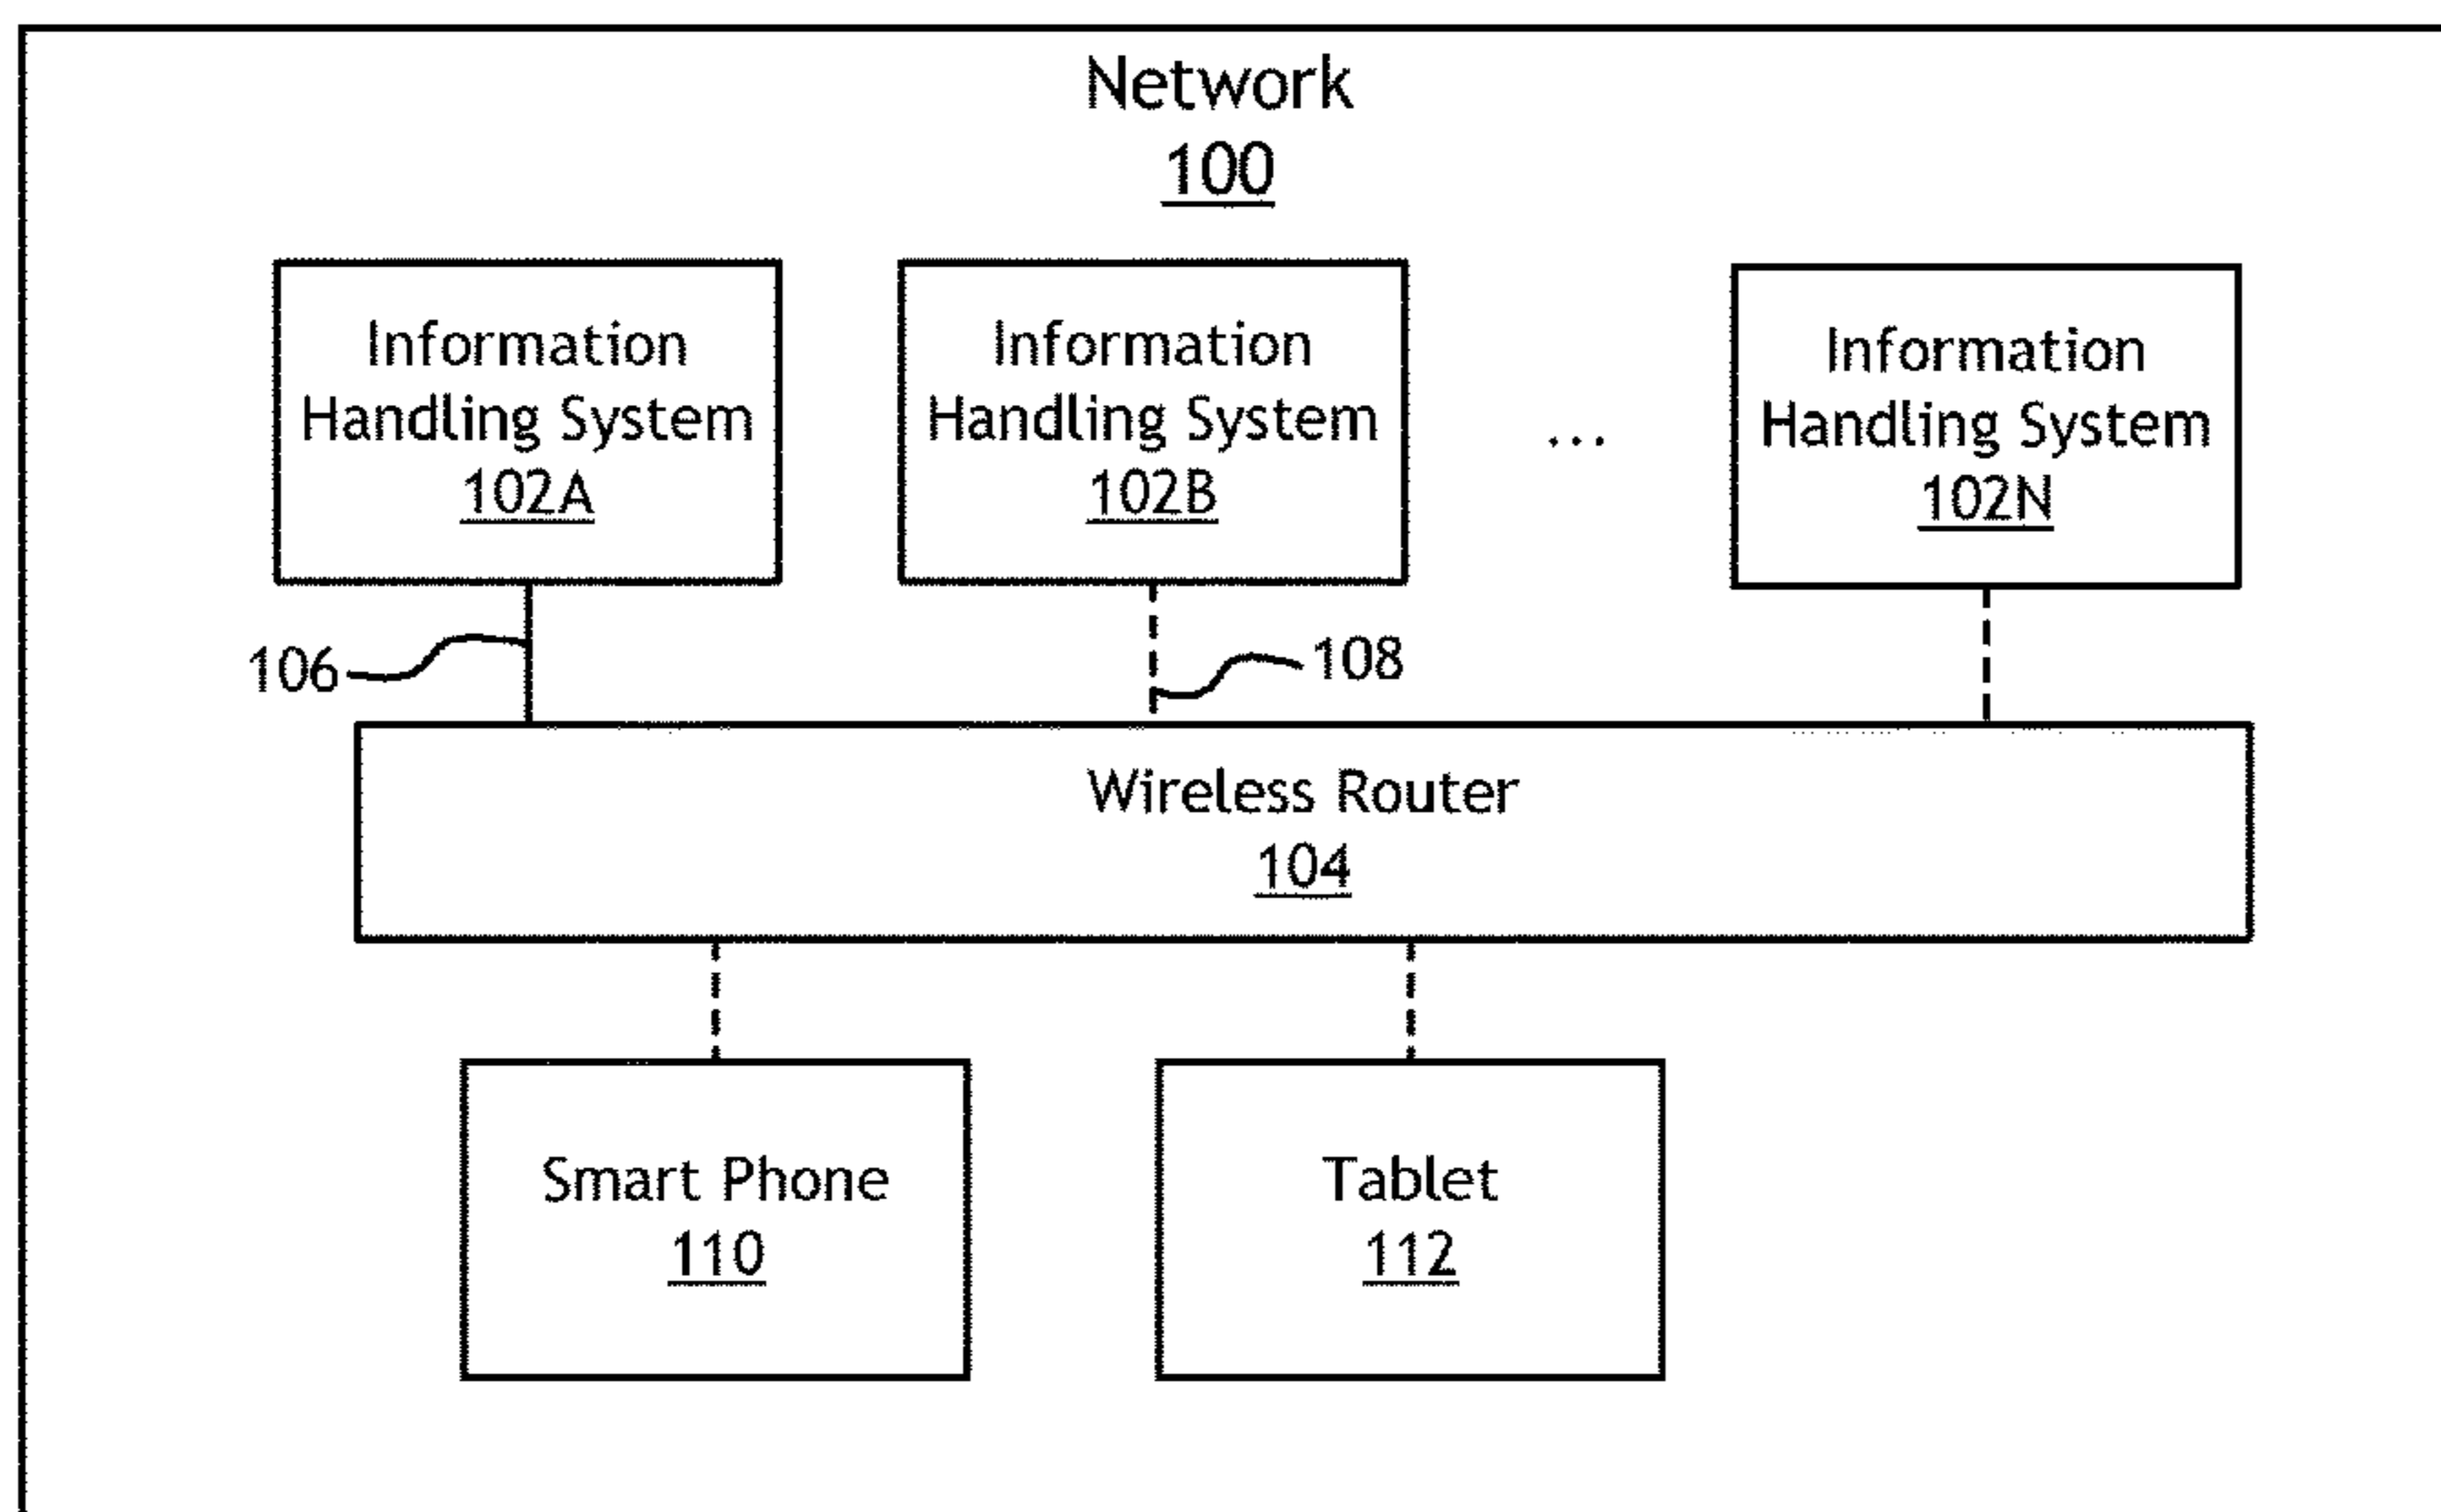 Network
100
Information
Handling System
102A
Information
Handling System
102B
...
Information
Handling System
102N
106
108
Wireless Router
104
Smart Phone
110
Tablet
112